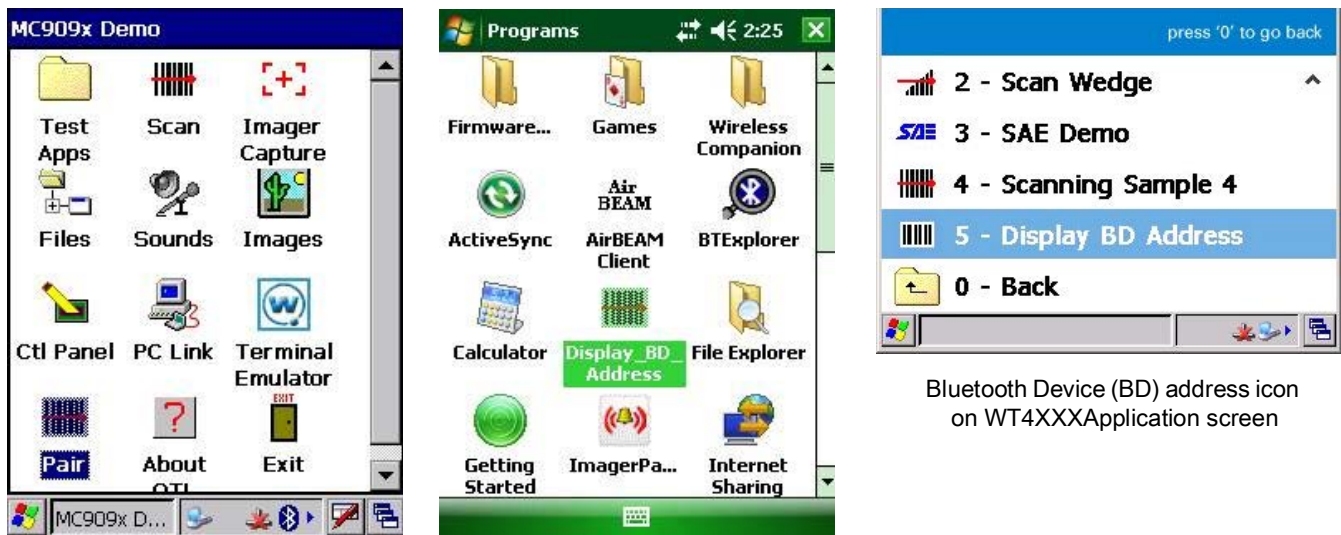 MC909x Demo
Test Apps
Scan
Imager Capture
Files
Sounds
Images
Ctl Panel
PC Link
Terminal Emulator
EXIT
Pair
About
Exit
MC909x D...
Programs 2:25
Firmware...
Games
Wireless Companion
Air BEAM
ActiveSync
AirBEAM Client
BTExplorer
Calculator
Display_BD_Address
File Explorer
Getting Started
ImagerPa...
Internet Sharing
press '0' to go back
2 - Scan Wedge
SAE 3 - SAE Demo
4 - Scanning Sample 4
5 - Display BD Address
0 - Back
Bluetooth Device (BD) address icon
on WT4XXXApplication screen